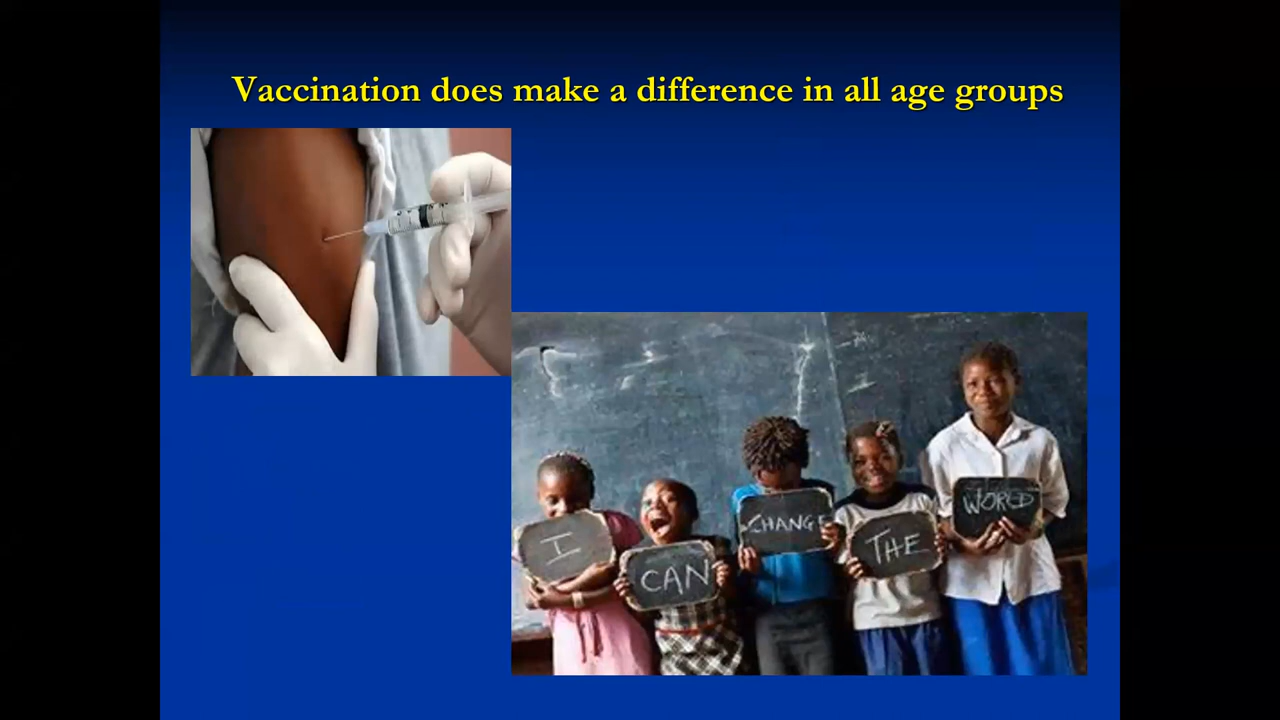 Vaccination does make a difference in all age groups
I
CAN
CHANGE
THE
WORLD